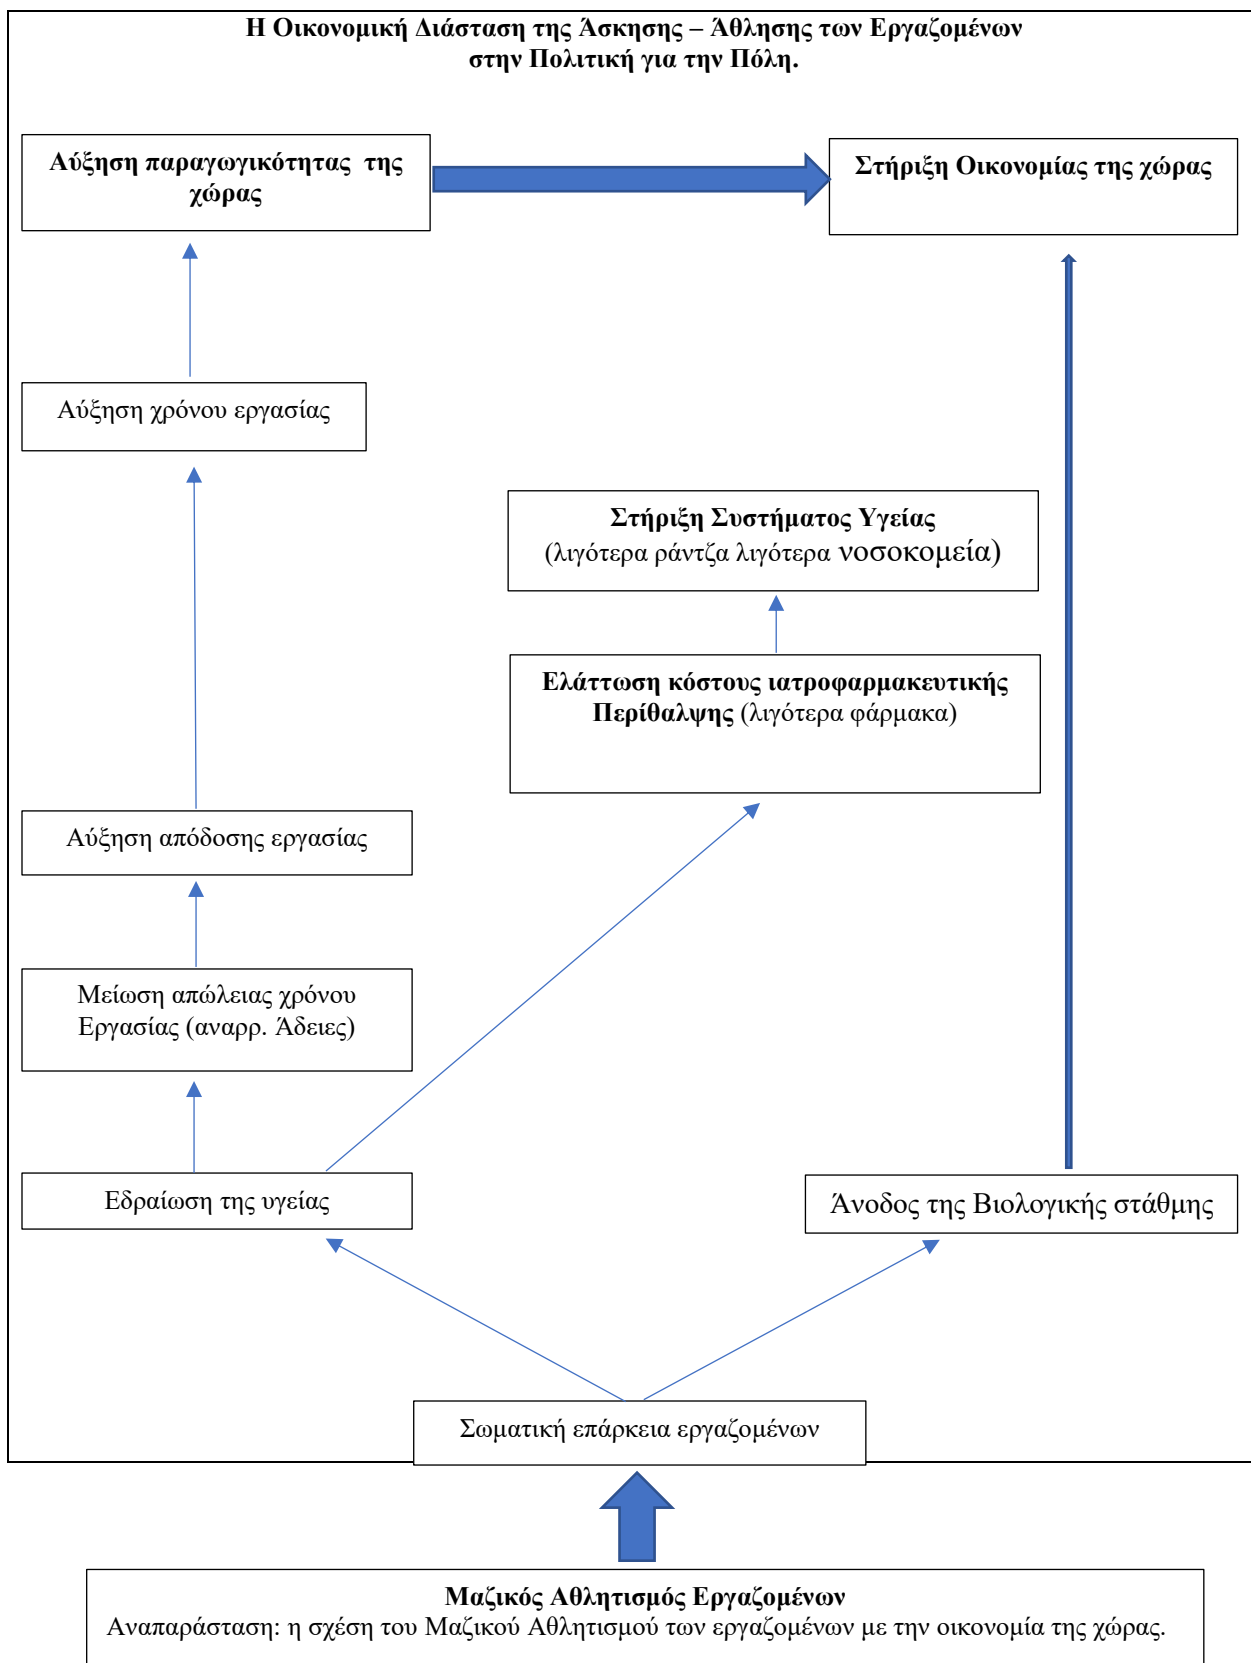 Η Οικονομική Διάσταση της Άσκησης – Άθλησης των Εργαζομένων
στην Πολιτική για την Πόλη.
Αύξηση παραγωγικότητας της
χώρας
Στήριξη Οικονομίας της χώρας
Αύξηση χρόνου εργασίας
Στήριξη Συστήματος Υγείας
(λιγότερα ράντζα λιγότερα νοσοκομεία)
Ελάττωση κόστους ιατροφαρμακευτικής
Περίθαλψης (λιγότερα φάρμακα)
Αύξηση απόδοσης εργασίας
Μείωση απώλειας χρόνου
Εργασίας (αναρρ. Άδειες)
Εδραίωση της υγείας
Άνοδος της Βιολογικής στάθμης
Σωματική επάρκεια εργαζομένων
Μαζικός Αθλητισμός Εργαζομένων
Αναπαράσταση: η σχέση του Μαζικού Αθλητισμού των εργαζομένων με την οικονομία της χώρας.